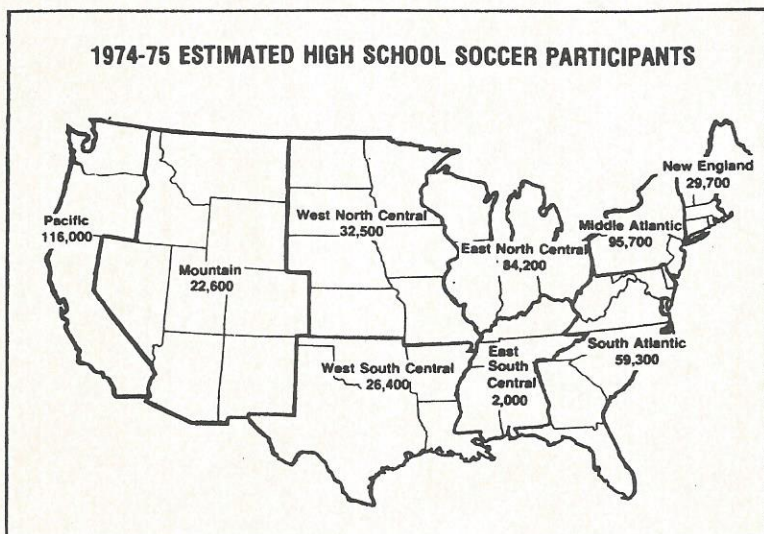 1974-75 ESTIMATED HIGH SCHOOL SOCCER PARTICIPANTS
New England
29,700
Pacific
116,000
West North Central
32,500
Middle Atlantic
95,700
East North Central
84,200
Mountain
22,600
South Atlantic
59,300
West South Central
26,400
East
South
Central
2,000